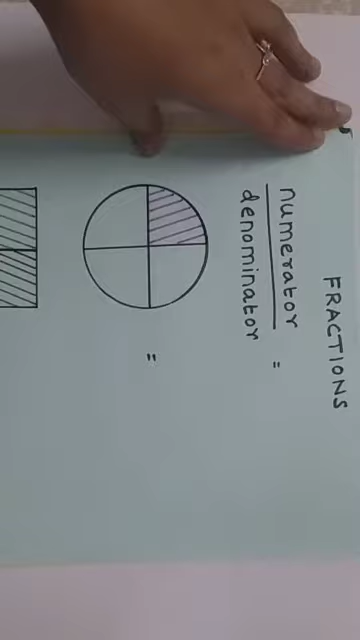 FRACTIONS
numerator =
denominator
=